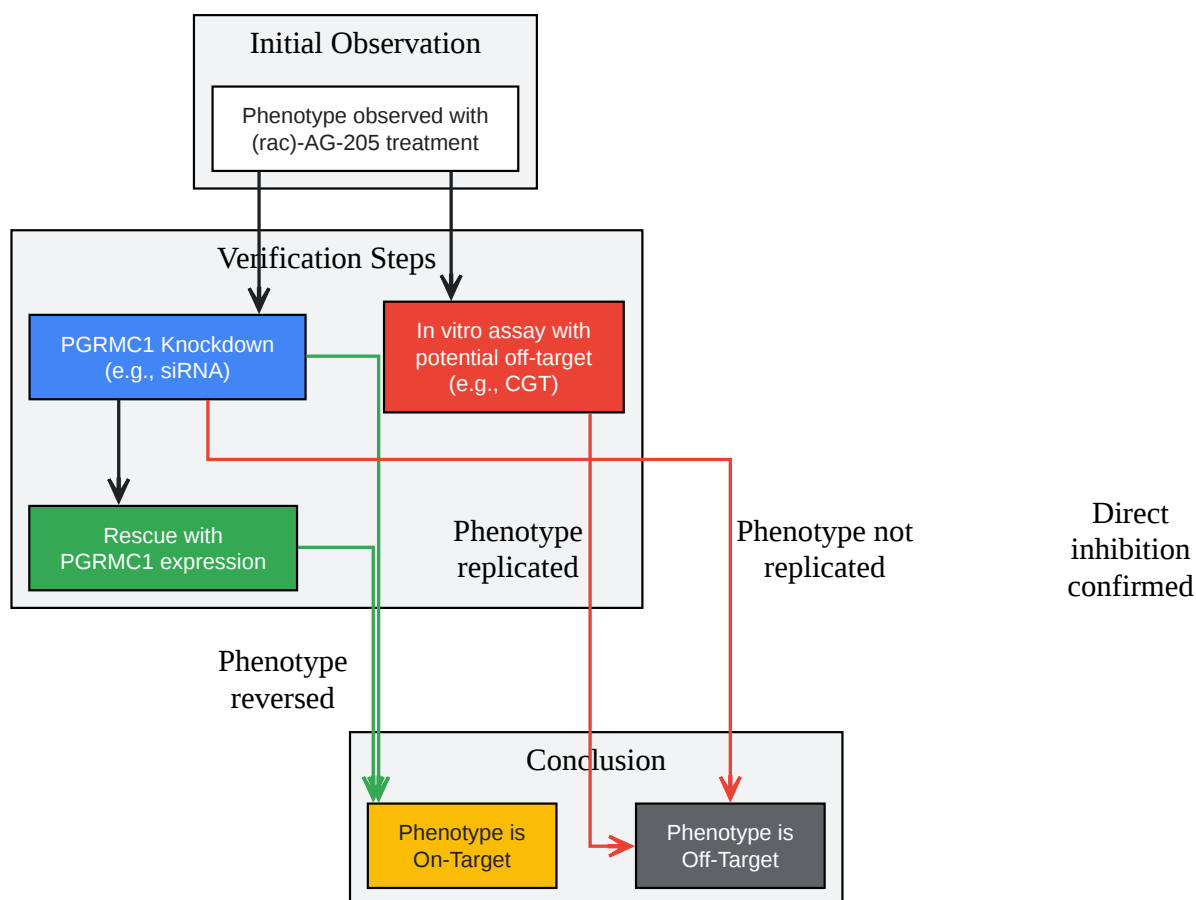 Initial Observation
Phenotype observed with
(rac)-AG-205 treatment
Verification Steps
PGRMC1 Knockdown
(e.g., siRNA)
In vitro assay with
potential off-target
(e.g., CGT)
Rescue with
PGRMC1 expression
Phenotype
replicated
Phenotype not
replicated
Direct
inhibition
confirmed
Phenotype
reversed
Conclusion
Phenotype is
On-Target
Phenotype is
Off-Target